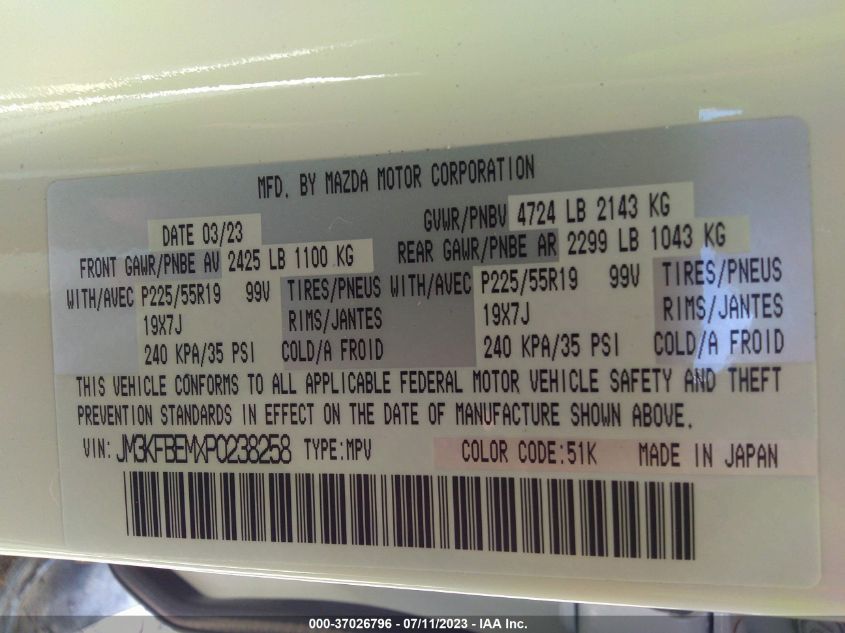 MFD. BY MAZDA MOTOR CORPORATION
DATE 03/23 GVWR/PNBV 4724 LB 2143 KG
FRONT GAWR/PNBE AV 2425 LB 1100 KG REAR GAWR/PNBE AR 2299 LB 1043 KG
WITH/AVEC P225/55R19 99V TIRES/PNEUS WITH/AVEC P225/55R19 99V TIRES/PNEUS
19X7J RIMS/JANTES 19X7J RIMS/JANTES
240 KPA/35 PSI COLD/A FROID 240 KPA/35 PSI COLD/A FROID
THIS VEHICLE CONFORMS TO ALL APPLICABLE FEDERAL MOTOR VEHICLE SAFETY AND THEFT
PREVENTION STANDARDS IN EFFECT ON THE DATE OF MANUFACTURE SHOWN ABOVE.
VIN: JM3KFBEMXP0238258 TYPE:MPV COLOR CODE:51K MADE IN JAPAN
000-37026796 - 07/11/2023 - IAA Inc.